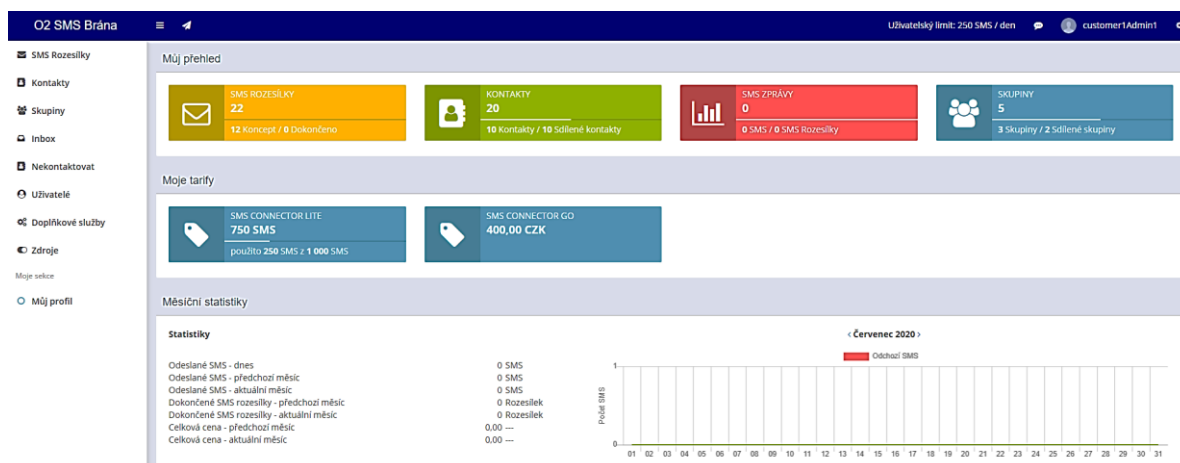 O2 SMS Brána
Uživatelský limit: 250 SMS / den
customer1Admin1
SMS Rozesílky
Kontakty
Skupiny
Inbox
Nekontaktovat
Uživatelé
Doplňkové služby
Zdroje
Moje sekce
Můj profil
Můj přehled
SMS ROZESÍLKY
22
12 Koncept / 0 Dokončeno
KONTAKTY
20
10 Kontakty / 10 Sdílené kontakty
SMS ZPRÁVY
0
0 SMS / 0 SMS Rozesílky
SKUPINY
5
3 Skupiny / 2 Sdílené skupiny
Moje tarify
SMS CONNECTOR LITE
750 SMS
použito 250 SMS z 1 000 SMS
SMS CONNECTOR GO
400,00 CZK
Měsíční statistiky
Statistiky
Odeslané SMS - dnes 0 SMS
Odeslané SMS - předchozí měsíc 0 SMS
Odeslané SMS - aktuální měsíc 0 SMS
Dokončené SMS rozesílky - předchozí měsíc 0 Rozesílek
Dokončené SMS rozesílky - aktuální měsíc 0 Rozesílek
Celková cena - předchozí měsíc 0,00 ---
Celková cena - aktuální měsíc 0,00 ---
‹ Červenec 2020 ›
Odchozí SMS
Počet SMS
1
0
01 02 03 04 05 06 07 08 09 10 11 12 13 14 15 16 17 18 19 20 21 22 23 24 25 26 27 28 29 30 31